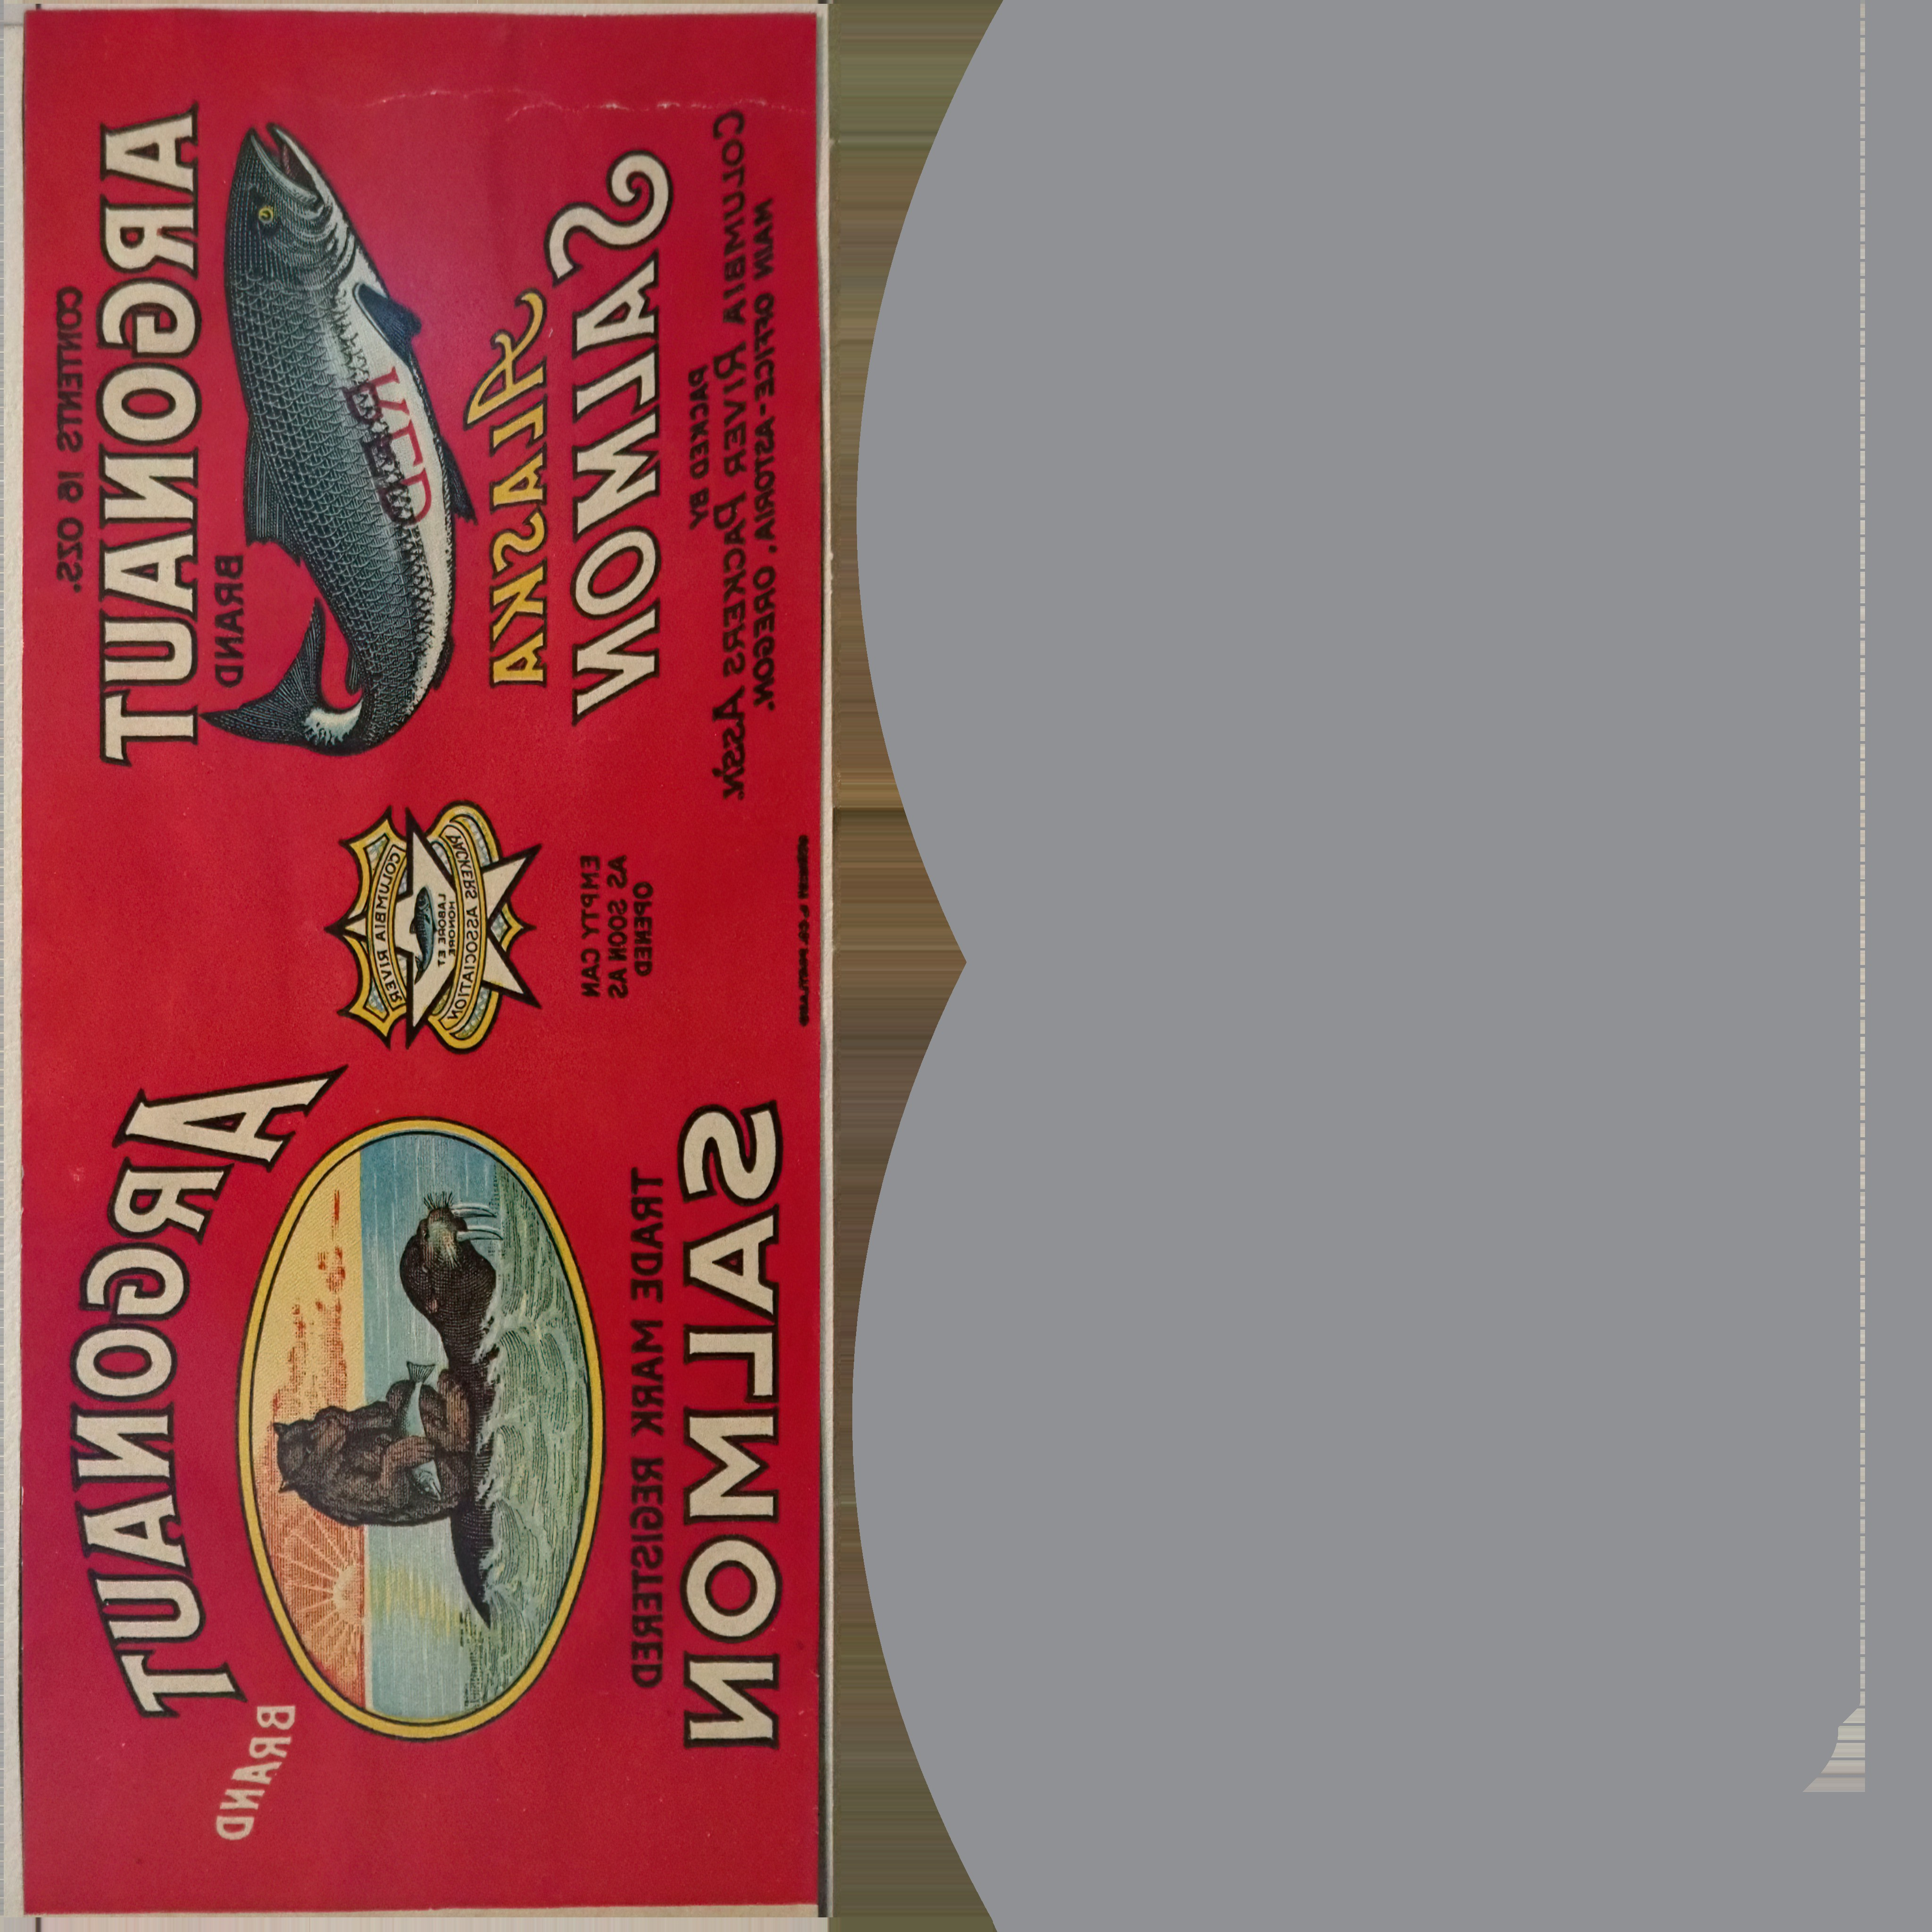 CONTENTS 16 OZS.
ARGONAUT
BRAND
RED
ALASKA
SALMON
PACKED BY
COLUMBIA RIVER PACKERS ASSN.
MAIN OFFICE-ASTORIA, OREGON.
COLUMBIA RIVER
LABORE ET
HONORE
PACKERS ASSOCIATION
EMPTY CAN
AS SOON AS
OPENED
ARGONAUT
BRAND
TRADE MARK REGISTERED
SALMON